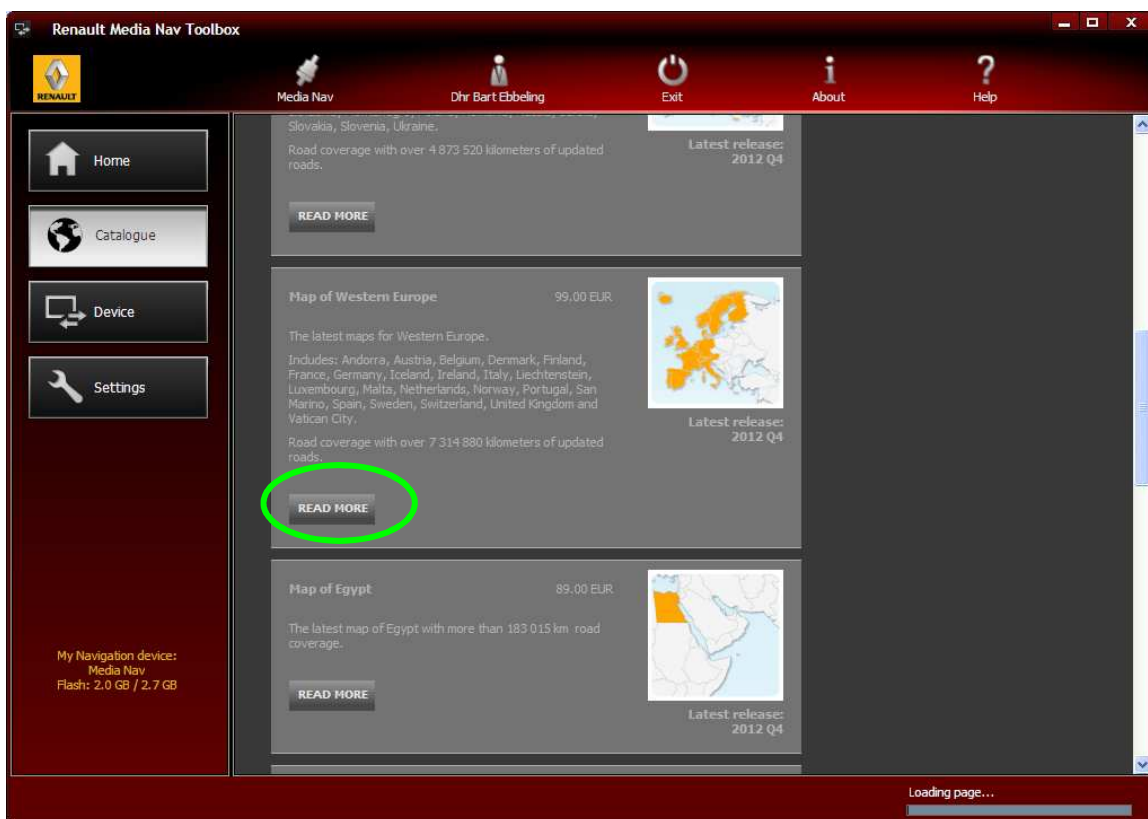 Renault Media Nav Toolbox
RENAULT
Media Nav
Dhr Bart Ebbeling
Exit
About
Help
Home
Catalogue
Device
Settings
My Navigation device:
Media Nav
Flash: 2.0 GB / 2.7 GB
Slovakia, Slovenia, Ukraine.
Road coverage with over 4 873 520 kilometers of updated
roads.
Latest release:
2012 Q4
READ MORE
Map of Western Europe 99.00 EUR
The latest maps for Western Europe.
Includes: Andorra, Austria, Belgium, Denmark, Finland,
France, Germany, Iceland, Ireland, Italy, Liechtenstein,
Luxembourg, Malta, Netherlands, Norway, Portugal, San
Marino, Spain, Sweden, Switzerland, United Kingdom and
Vatican City.
Road coverage with over 7 314 880 kilometers of updated
roads.
Latest release:
2012 Q4
READ MORE
Map of Egypt 89.00 EUR
The latest map of Egypt with more than 183 015 km road
coverage.
READ MORE
Latest release:
2012 Q4
Loading page...